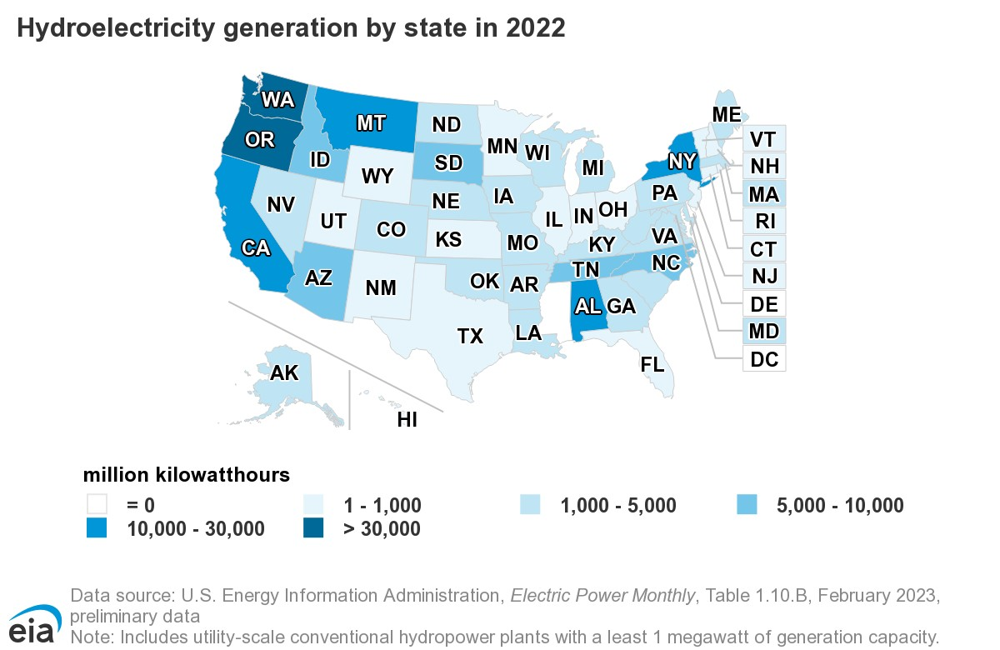 Hydroelectricity generation by state in 2022
WA
OR
MT
ID
ND
MN
SD
WI
MI
ME
VT
NH
NY
WY
NE
IA
PA
MA
NV
UT
CO
IL
IN
OH
RI
KS
MO
KY
VA
CT
CA
AZ
NM
OK
AR
TN
NC
NJ
AL
GA
DE
TX
LA
MD
FL
DC
AK
HI
million kilowatthours
= 0
1 - 1,000
1,000 - 5,000
5,000 - 10,000
10,000 - 30,000
> 30,000
Data source: U.S. Energy Information Administration, Electric Power Monthly, Table 1.10.B, February 2023,
preliminary data
Note: Includes utility-scale conventional hydropower plants with a least 1 megawatt of generation capacity.
eia